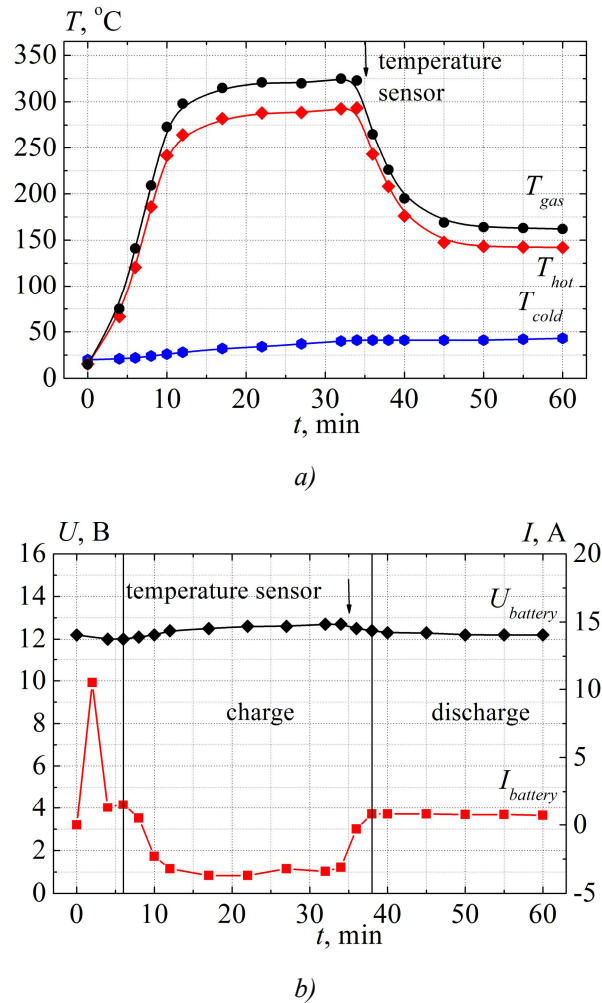 T, °C
350
300
250
200
150
100
50
0
temperature
sensor
T_gas
T_hot
T_cold
0 10 20 30 40 50 60
t, min
a)
U, B I, A
16
14
12
10
8
6
4
2
0
20
15
10
5
0
-5
temperature sensor
U_battery
charge
discharge
I_battery
0 10 20 30 40 50 60
t, min
b)